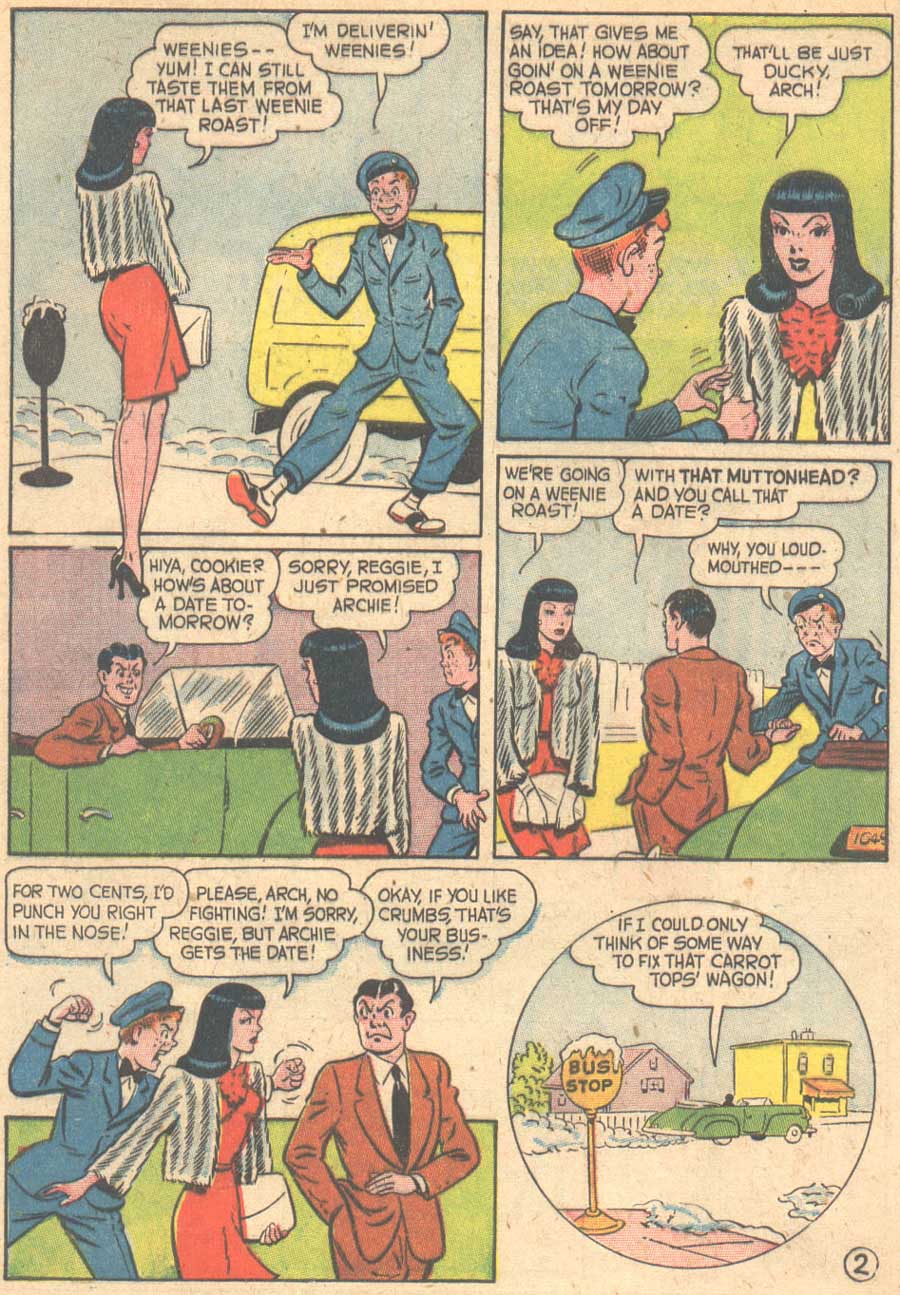 I'M DELIVERIN'
WEENIES!
WEENIES--
YUM! I CAN STILL
TASTE THEM FROM
THAT LAST WEENIE
ROAST!
SAY, THAT GIVES ME
AN IDEA! HOW ABOUT
GOIN' ON A WEENIE
ROAST TOMORROW?
THAT'S MY DAY
OFF!
THAT'LL BE JUST
DUCKY,
ARCH!
HIYA, COOKIE?
HOW'S ABOUT
A DATE TO-
MORROW?
SORRY, REGGIE, I
JUST PROMISED
ARCHIE!
WE'RE GOING
ON A WEENIE
ROAST!
WITH THAT MUTTONHEAD?
AND YOU CALL THAT
A DATE?
WHY, YOU LOUD-
MOUTHED---
1648
FOR TWO CENTS, I'D
PUNCH YOU RIGHT
IN THE NOSE!
PLEASE, ARCH, NO
FIGHTING! I'M SORRY,
REGGIE, BUT ARCHIE
GETS THE DATE!
OKAY, IF YOU LIKE
CRUMBS, THAT'S
YOUR BUS-
INESS!
IF I COULD ONLY
THINK OF SOME WAY
TO FIX THAT CARROT
TOPS' WAGON!
BUS
STOP
2